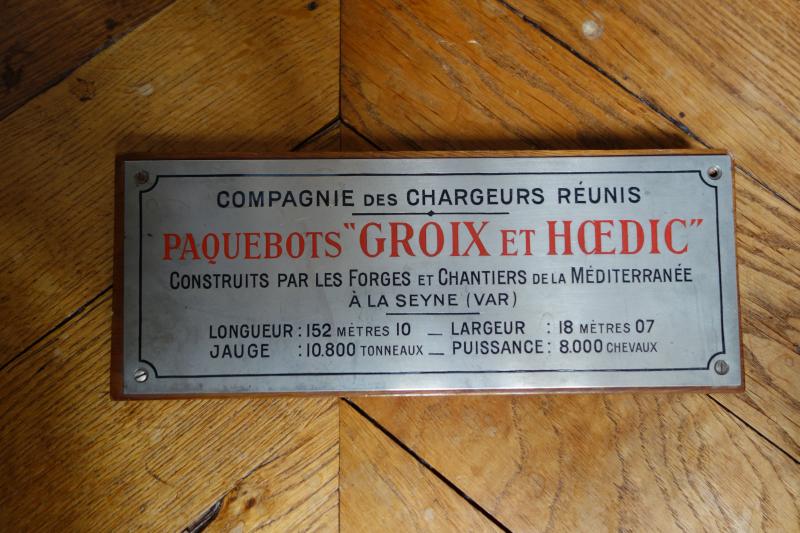 COMPAGNIE DES CHARGEURS RÉUNIS
PAQUEBOTS "GROIX ET HŒDIC"
CONSTRUITS PAR LES FORGES ET CHANTIERS DE LA MÉDITERRANÉE
À LA SEYNE (VAR)
LONGUEUR : 152 MÈTRES 10 — LARGEUR : 18 MÈTRES 07
JAUGE : 10.800 TONNEAUX — PUISSANCE : 8.000 CHEVAUX